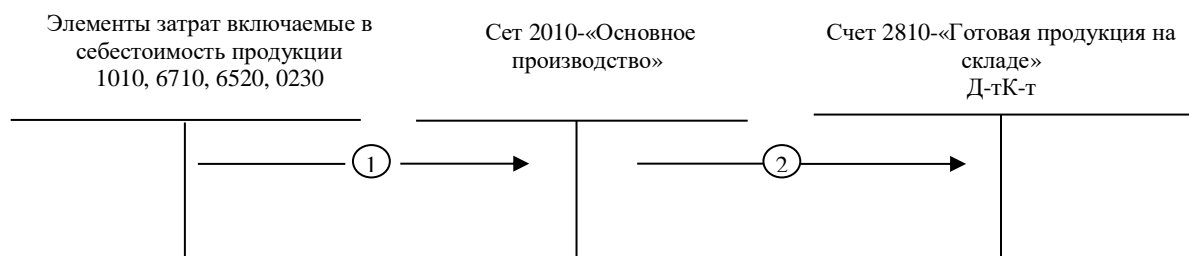 Элементы затрат включаемые в
себестоимость продукции
1010, 6710, 6520, 0230
Сет 2010-«Основное
производство»
Счет 2810-«Готовая продукция на
складе»
Д-тК-т
1
2